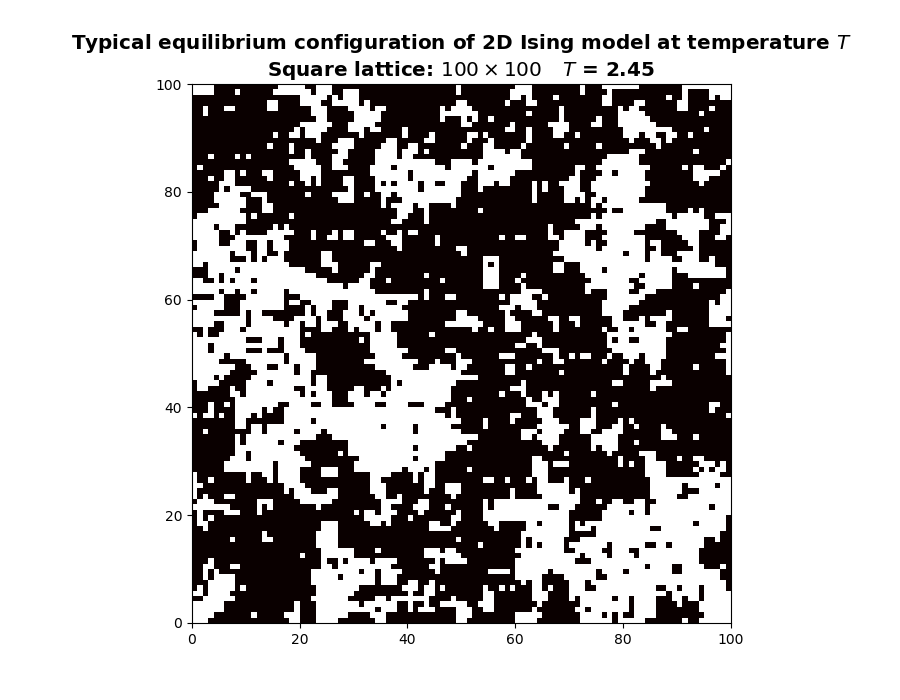 Typical equilibrium configuration of 2D Ising model at temperature T
Square lattice: 100 × 100 T = 2.45
100
80
60
40
20
0
0 20 40 60 80 100